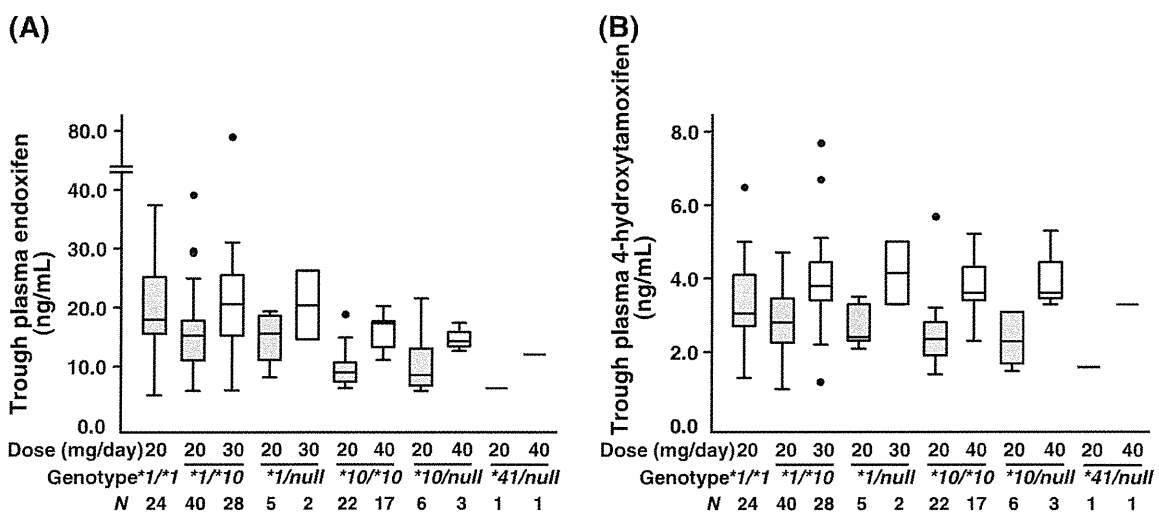 (A)
Trough plasma endoxifen
(ng/mL)
80.0
40.0
30.0
20.0
10.0
0.0
Dose (mg/day) 20 20 30 20 30 20 40 20 40 20 40
Genotype *1/*1 *1/*10 *1/null *10/*10 *10/null *41/null
N 24 40 28 5 2 22 17 6 3 1 1
(B)
Trough plasma 4-hydroxytamoxifen
(ng/mL)
8.0
6.0
4.0
2.0
0.0
Dose (mg/day) 20 20 30 20 30 20 40 20 40 20 40
Genotype *1/*1 *1/*10 *1/null *10/*10 *10/null *41/null
N 24 40 28 5 2 22 17 6 3 1 1